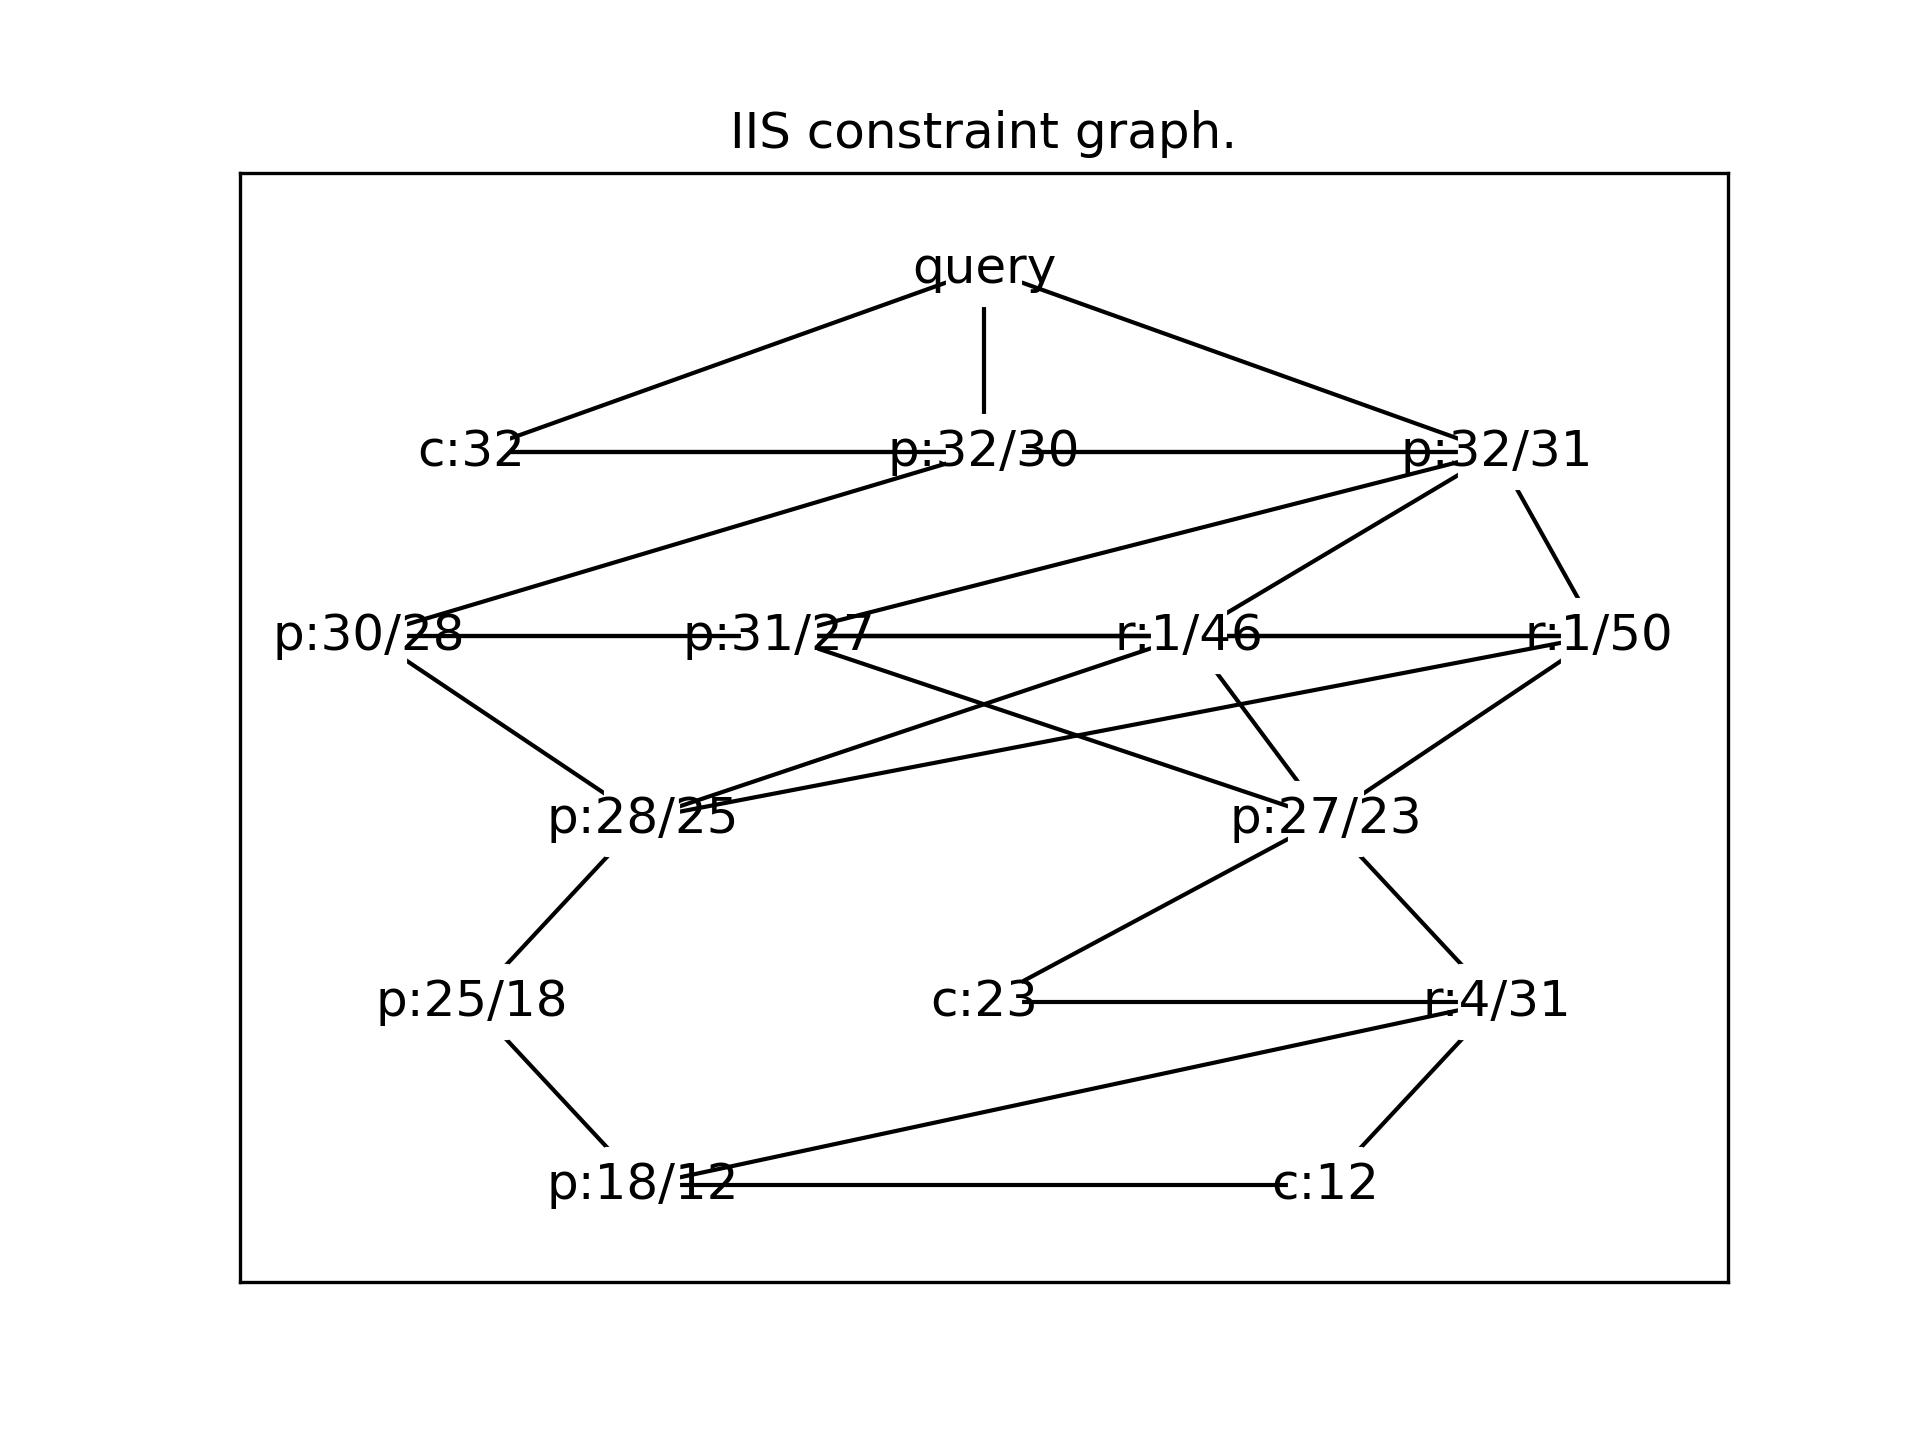 IIS constraint graph.
query
c:32 p:32/30 p:32/31
p:30/28 p:31/27 r:1/46 r:1/50
p:28/25 p:27/23
p:25/18 c:23 r:4/31
p:18/12 c:12